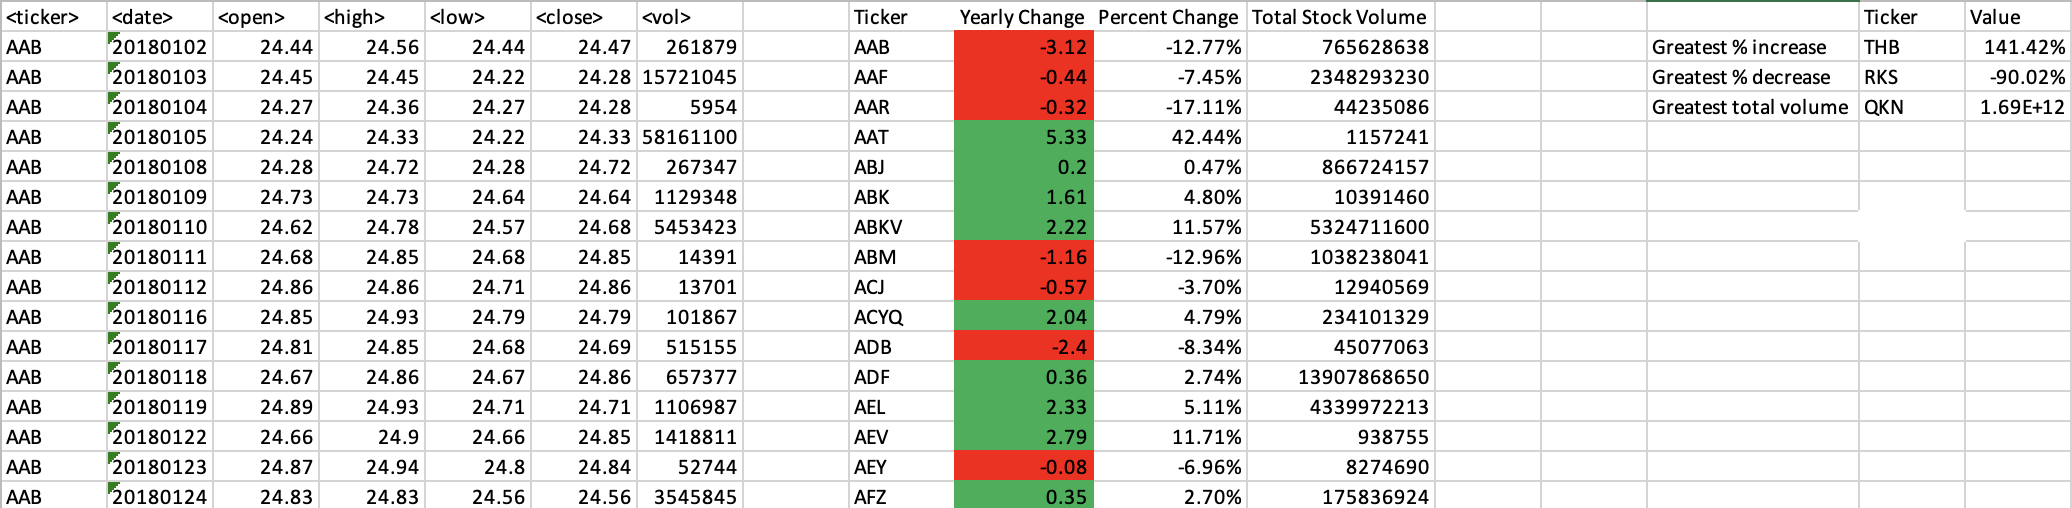 <ticker> <date> <open> <high> <low> <close> <vol> Ticker Yearly Change Percent Change Total Stock Volume Ticker Value
AAB 20180102 24.44 24.56 24.44 24.47 261879 AAB -3.12 -12.77% 765628638 Greatest % increase THB 141.42%
AAB 20180103 24.45 24.45 24.22 24.28 15721045 AAF -0.44 -7.45% 2348293230 Greatest % decrease RKS -90.02%
AAB 20180104 24.27 24.36 24.27 24.28 5954 AAR -0.32 -17.11% 44235086 Greatest total volume QKN 1.69E+12
AAB 20180105 24.24 24.33 24.22 24.33 58161100 AAT 5.33 42.44% 1157241
AAB 20180108 24.28 24.72 24.28 24.72 267347 ABJ 0.2 0.47% 866724157
AAB 20180109 24.73 24.73 24.64 24.64 1129348 ABK 1.61 4.80% 10391460
AAB 20180110 24.62 24.78 24.57 24.68 5453423 ABKV 2.22 11.57% 5324711600
AAB 20180111 24.68 24.85 24.68 24.85 14391 ABM -1.16 -12.96% 1038238041
AAB 20180112 24.86 24.86 24.71 24.86 13701 ACJ -0.57 -3.70% 12940569
AAB 20180116 24.85 24.93 24.79 24.79 101867 ACYQ 2.04 4.79% 234101329
AAB 20180117 24.81 24.85 24.68 24.69 515155 ADB -2.4 -8.34% 45077063
AAB 20180118 24.67 24.86 24.67 24.86 657377 ADF 0.36 2.74% 13907868650
AAB 20180119 24.89 24.93 24.71 24.71 1106987 AEL 2.33 5.11% 4339972213
AAB 20180122 24.66 24.9 24.66 24.85 1418811 AEV 2.79 11.71% 938755
AAB 20180123 24.87 24.94 24.8 24.84 52744 AEY -0.08 -6.96% 8274690
AAB 20180124 24.83 24.83 24.56 24.56 3545845 AFZ 0.35 2.70% 175836924